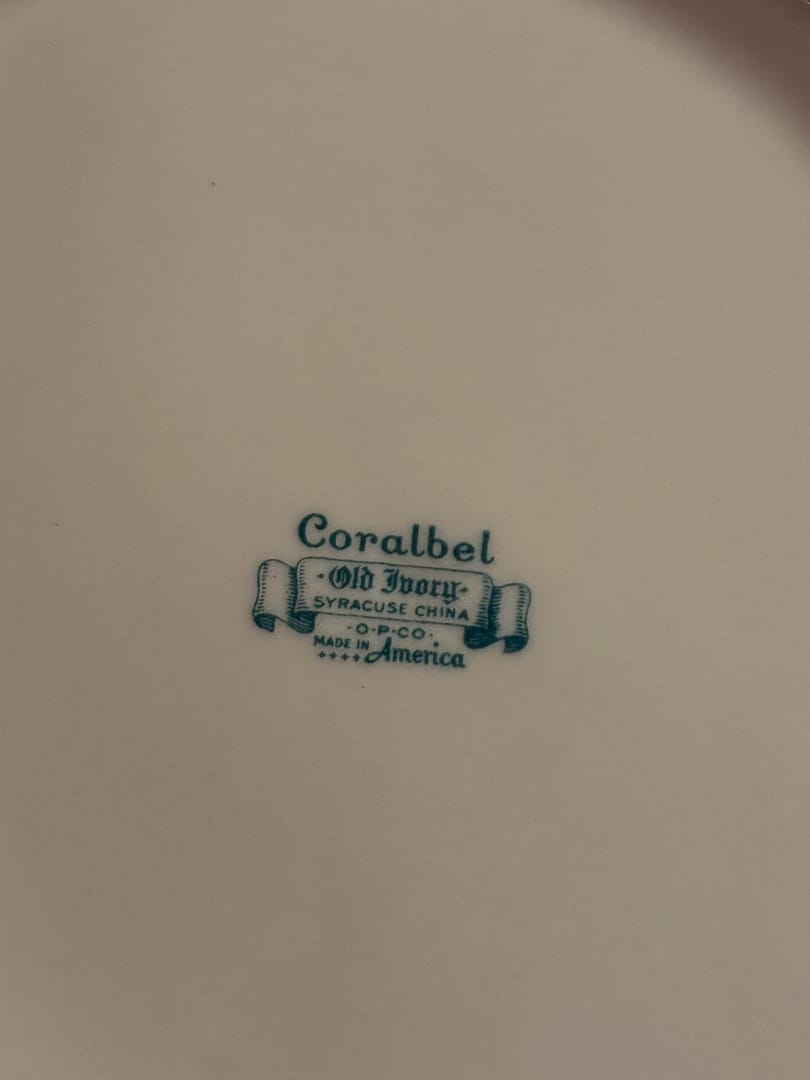 Coralbel
·Old Ivory·
SYRACUSE CHINA
·O·P·CO·
MADE IN America